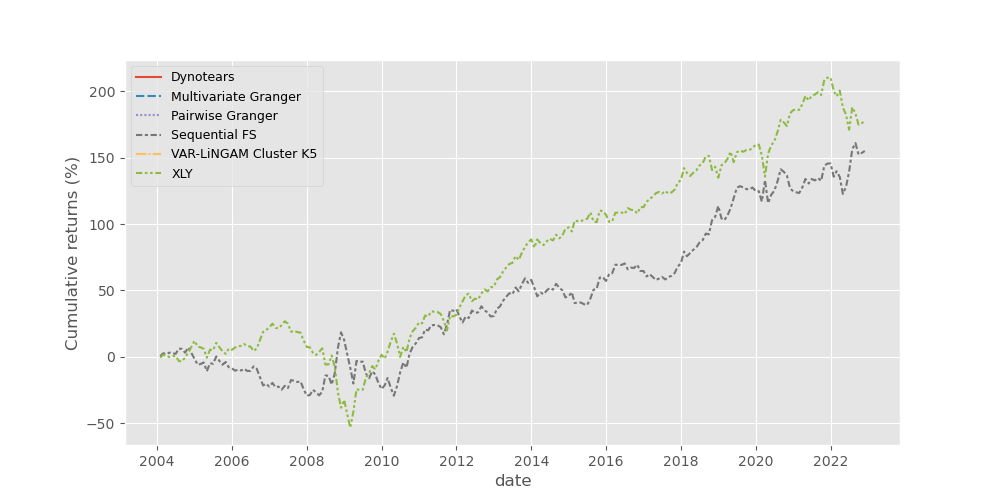 Dynotears
Multivariate Granger
Pairwise Granger
Sequential FS
VAR-LiNGAM Cluster K5
XLY
Cumulative returns (%)
200
150
100
50
0
−50
2004 2006 2008 2010 2012 2014 2016 2018 2020 2022
date